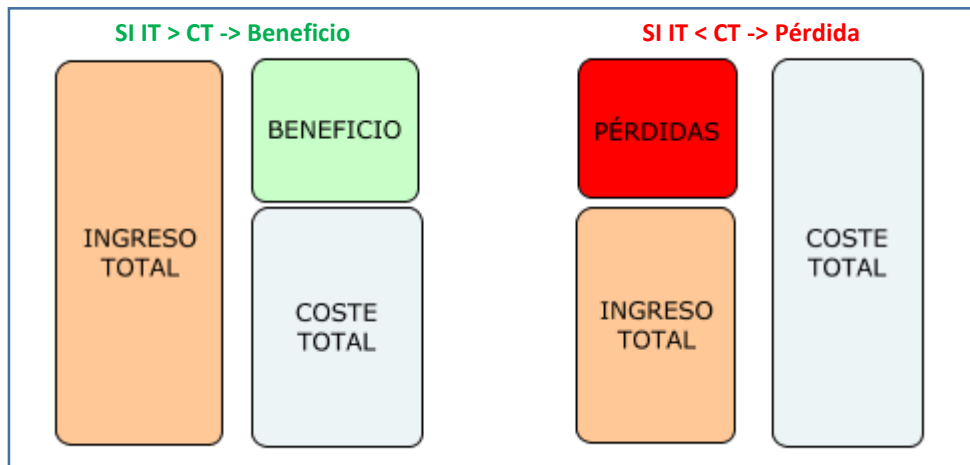 SI IT > CT -> Beneficio
SI IT < CT -> Pérdida
INGRESO
TOTAL
BENEFICIO
COSTE
TOTAL
PÉRDIDAS
INGRESO
TOTAL
COSTE
TOTAL